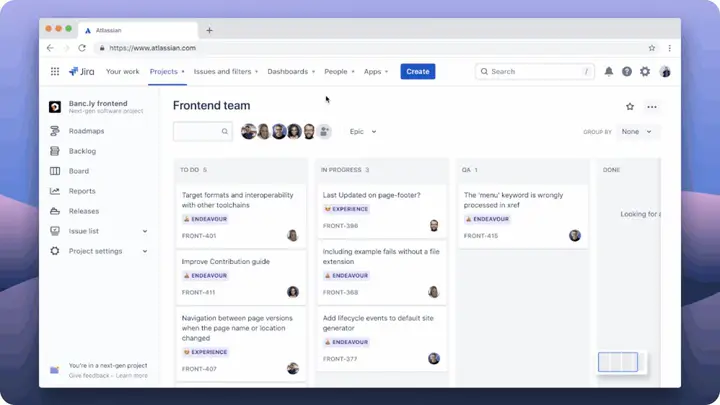 Atlassian
https://www.atlassian.com
Jira
Your work
Projects
Issues and filters
Dashboards
People
Apps
Create
Search
/
Banc.ly frontend
Next-gen software project
Roadmaps
Backlog
Board
Reports
Releases
Issue list
Project settings
You're in a next-gen project
Give feedback - Learn more
Frontend team
Epic
GROUP BY
None
TO DO 5
Target formats and interoperability
with other toolchains
ENDEAVOUR
FRONT-401
Improve Contribution guide
ENDEAVOUR
FRONT-411
Navigation between page versions
when the page name or location
changed
EXPERIENCE
FRONT-407
IN PROGRESS 3
Last Updated on page-footer?
EXPERIENCE
FRONT-386
Including example fails without a file
extension
ENDEAVOUR
FRONT-368
Add lifecycle events to default site
generator
ENDEAVOUR
FRONT-377
QA 1
The 'menu' keyword is wrongly
processed in xref
ENDEAVOUR
FRONT-415
DONE
Looking for